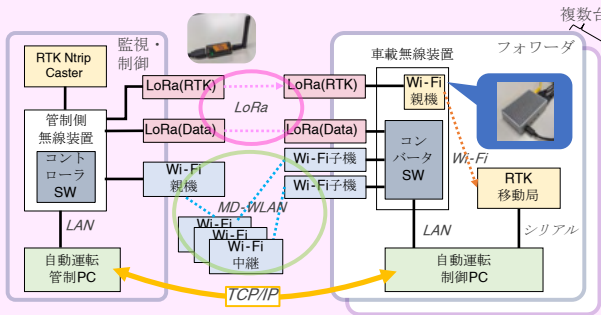 複数台
監視・
制御
フォワーダ
RTK Ntrip
Caster
車載無線装置
LoRa(RTK)
LoRa
LoRa(RTK)
Wi-Fi
親機
管制側
無線装置
LoRa(Data)
LoRa(Data)
コント
ローラ
SW
コン
バータ
SW
Wi-Fi
親機
Wi-Fi子機
Wi-Fi子機
Wi-Fi
RTK
移動局
MD-WLAN
Wi-Fi
Wi-Fi
Wi-Fi
中継
LAN
LAN
シリアル
自動運転
管制PC
自動運転
制御PC
TCP/IP